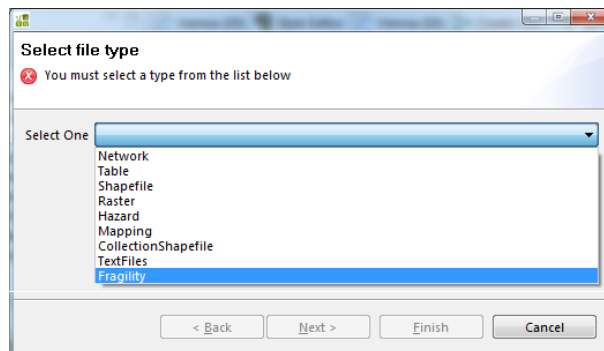 Select file type
You must select a type from the list below
Select One
Network
Table
Shapefile
Raster
Hazard
Mapping
CollectionShapefile
TextFiles
Fragility
< Back Next > Finish Cancel